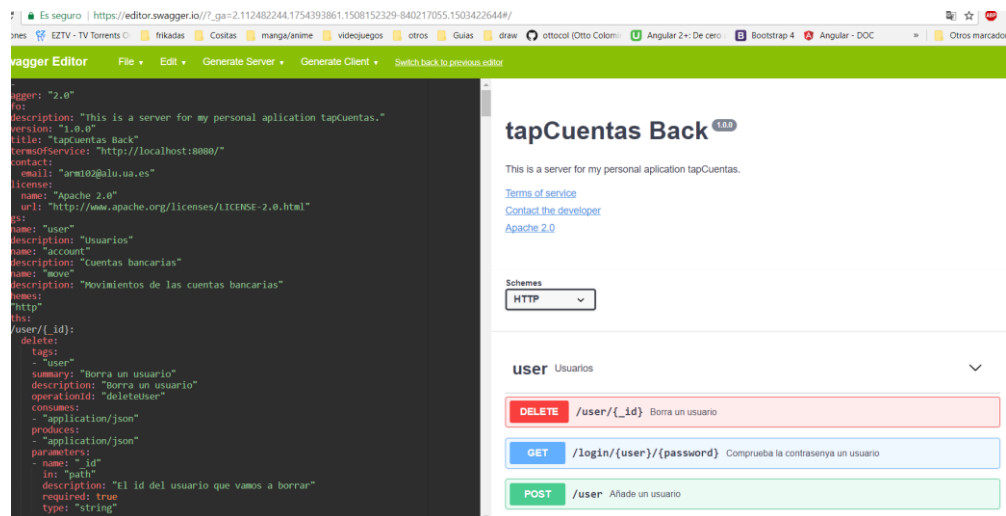 Es seguro | https://editor.swagger.io//?_ga=2.112482244.1754393861.1508152329-840217055.1503422644#/
ones EZTV - TV Torrents O frikadas Cositas manga/anime videojuegos otros Guias draw ottocol (Otto Colomi Angular 2+: De cero Bootstrap 4 Angular - DOC » Otros marcador
wagger Editor File Edit Generate Server Generate Client Switch back to previous editor
agger: "2.0"
fo:
description: "This is a server for my personal aplication tapCuentas."
version: "1.0.0"
title: "tapCuentas Back"
termsOfService: "http://localhost:8080/"
contact:
email: "arm102@alu.ua.es"
license:
name: "Apache 2.0"
url: "http://www.apache.org/licenses/LICENSE-2.0.html"
gs:
name: "user"
description: "Usuarios"
name: "account"
description: "Cuentas bancarias"
name: "move"
description: "Movimientos de las cuentas bancarias"
hemes:
"http"
ths:
/user/{_id}:
delete:
tags:
- "user"
summary: "Borra un usuario"
description: "Borra un usuario"
operationId: "deleteUser"
consumes:
- "application/json"
produces:
- "application/json"
parameters:
- name: "_id"
in: "path"
description: "El id del usuario que vamos a borrar"
required: true
type: "string"
tapCuentas Back 1.0.0
This is a server for my personal aplication tapCuentas.
Terms of service
Contact the developer
Apache 2.0
Schemes
HTTP
user Usuarios
DELETE /user/{_id} Borra un usuario
GET /login/{user}/{password} Comprueba la contrasenya un usuario
POST /user Añade un usuario